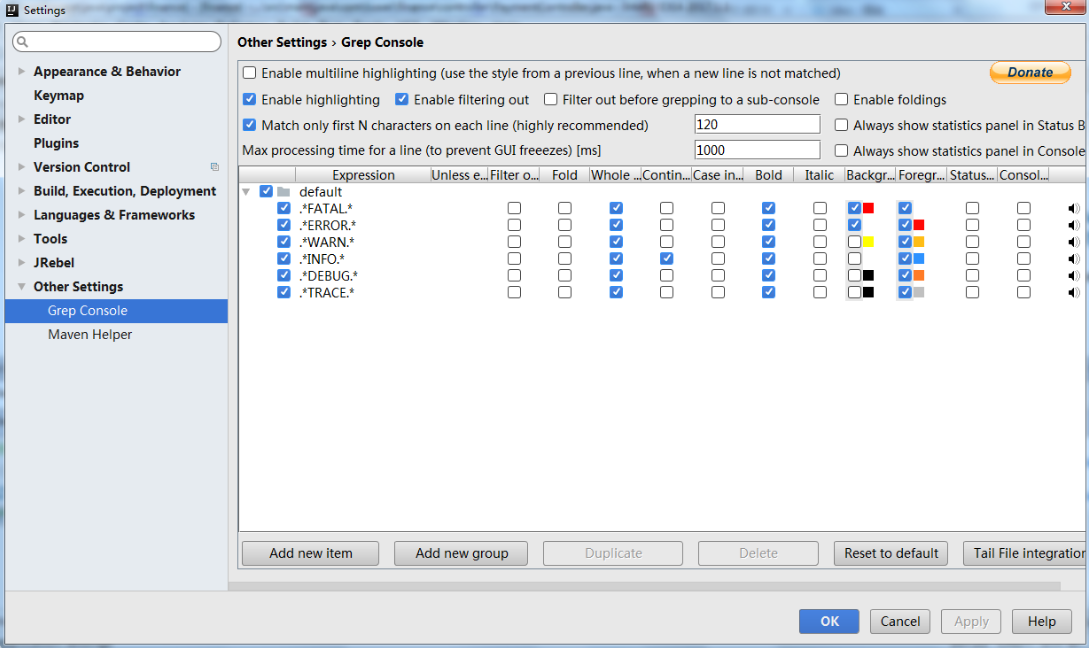 Settings
Other Settings › Grep Console
Appearance & Behavior
Keymap
Editor
Plugins
Version Control
Build, Execution, Deployment
Languages & Frameworks
Tools
JRebel
Other Settings
Grep Console
Maven Helper
Enable multiline highlighting (use the style from a previous line, when a new line is not matched)
Donate
Enable highlighting Enable filtering out Filter out before grepping to a sub-console Enable foldings
Match only first N characters on each line (highly recommended) 120 Always show statistics panel in Status B
Max processing time for a line (to prevent GUI freeezes) [ms] 1000 Always show statistics panel in Console
Expression Unless e... Filter o... Fold Whole ... Contin... Case in... Bold Italic Backgr... Foregr... Status... Consol...
default
.*FATAL.*
.*ERROR.*
.*WARN.*
.*INFO.*
.*DEBUG.*
.*TRACE.*
Add new item Add new group Duplicate Delete Reset to default Tail File integration
OK Cancel Apply Help